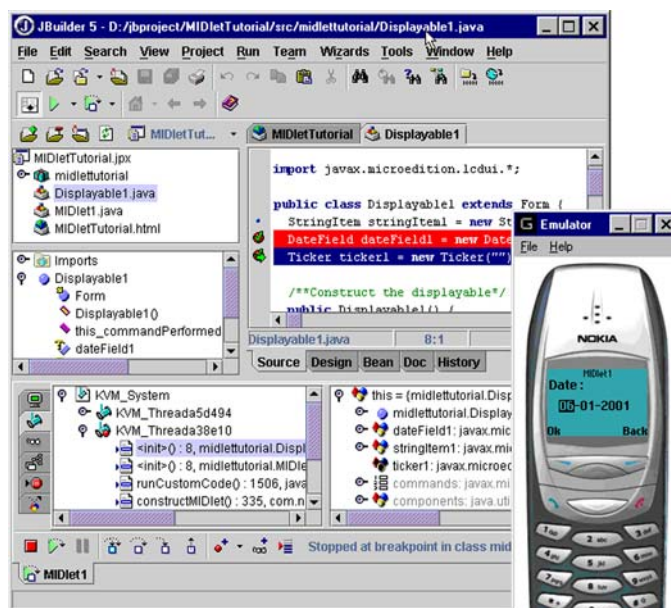 JBuilder 5 - D:/jbproject/MIDletTutorial/src/midlettutorial/Displayable1.java
File Edit Search View Project Run Team Wizards Tools Window Help
MIDletTut...
MIDletTutorial Displayable1
MIDletTutorial.jpx
midlettutorial
Displayable1.java
MIDlet1.java
MIDletTutorial.html
import javax.microedition.lcdui.*;
public class Displayable1 extends Form {
StringItem stringItem1 = new St
DateField dateField1 = new Date
Ticker ticker1 = new Ticker("")
/**Construct the displayable*/
public Displayable1() {
Imports
Displayable1
Form
Displayable1()
this_commandPerformed
dateField1
Displayable1.java 8:1
Source Design Bean Doc History
KVM_System
KVM_Threada5d494
KVM_Threada38e10
<init>() : 8, midlettutorial.Displ
<init>() : 8, midlettutorial.MIDle
runCustomCode() : 1506, java
constructMIDlet() : 335, com.n
this = {midlettutorial.Disp
midlettutorial.Display
dateField1: javax.mic
stringItem1: javax.mic
ticker1: javax.microec
commands: javax.mi
components: java.uti
Stopped at breakpoint in class mid
MIDlet1
Emulator
File Help
NOKIA
MIDlet1
Date:
06-01-2001
Ok Back